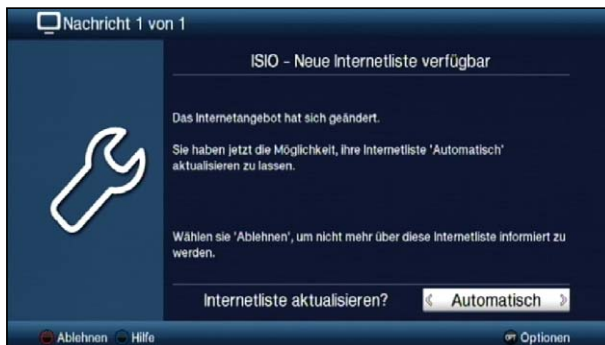 Nachricht 1 von 1
ISIO - Neue Internetliste verfügbar
Das Internetangebot hat sich geändert.
Sie haben jetzt die Möglichkeit, ihre Internetliste 'Automatisch'
aktualisieren zu lassen.
Wählen sie 'Ablehnen', um nicht mehr über diese Internetliste informiert zu
werden.
Internetliste aktualisieren? « Automatisch »
Ablehnen Hilfe OPT Optionen